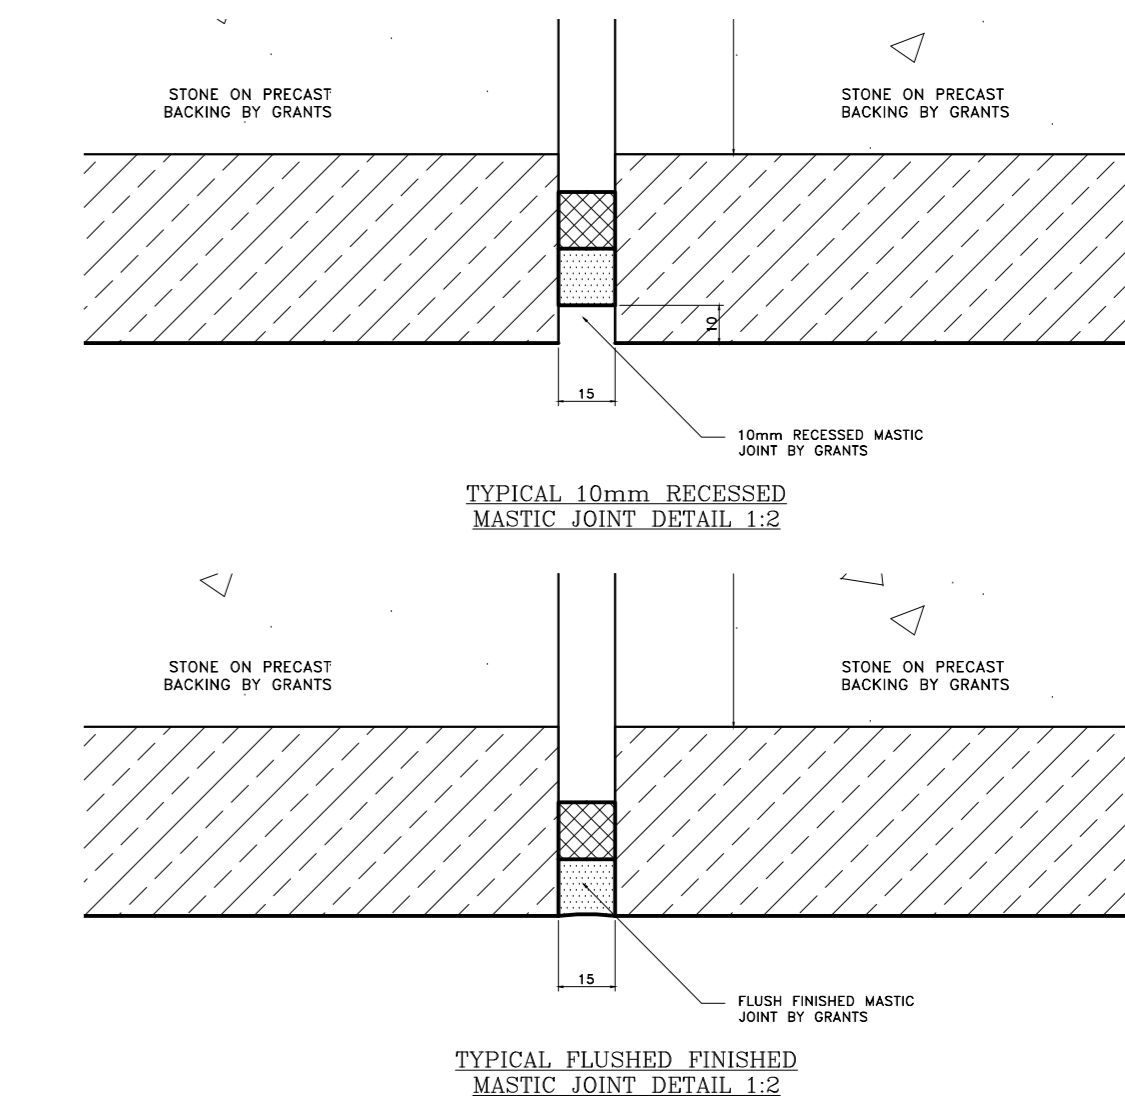 STONE ON PRECAST
BACKING BY GRANTS
STONE ON PRECAST
BACKING BY GRANTS
10
15
10mm RECESSED MASTIC
JOINT BY GRANTS
TYPICAL 10mm RECESSED
MASTIC JOINT DETAIL 1:2
STONE ON PRECAST
BACKING BY GRANTS
STONE ON PRECAST
BACKING BY GRANTS
15
FLUSH FINISHED MASTIC
JOINT BY GRANTS
TYPICAL FLUSHED FINISHED
MASTIC JOINT DETAIL 1:2